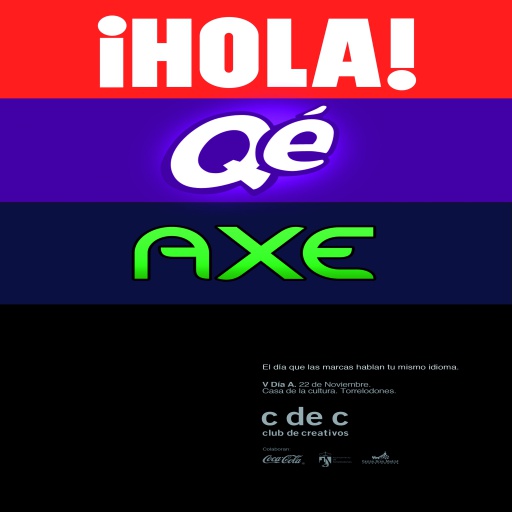 ¡HOLA!
Qé
AXE
El día que las marcas hablan tu mismo idioma.
V Día A. 22 de Noviembre.
Casa de la cultura. Torrelodones.
c de c
club de creativos
Colaboran:
Coca-Cola